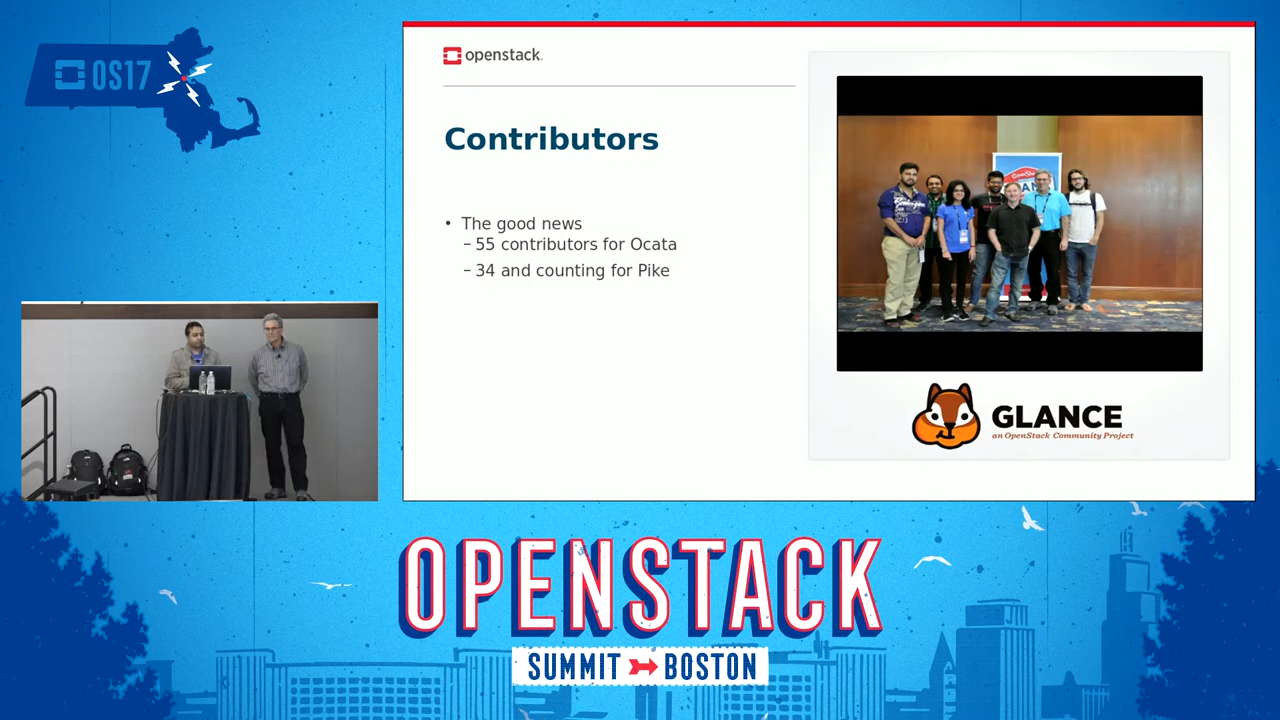 OS17
openstack.
Contributors
• The good news
– 55 contributors for Ocata
– 34 and counting for Pike
GLANCE
an OpenStack Community Project
OPENSTACK
SUMMIT BOSTON